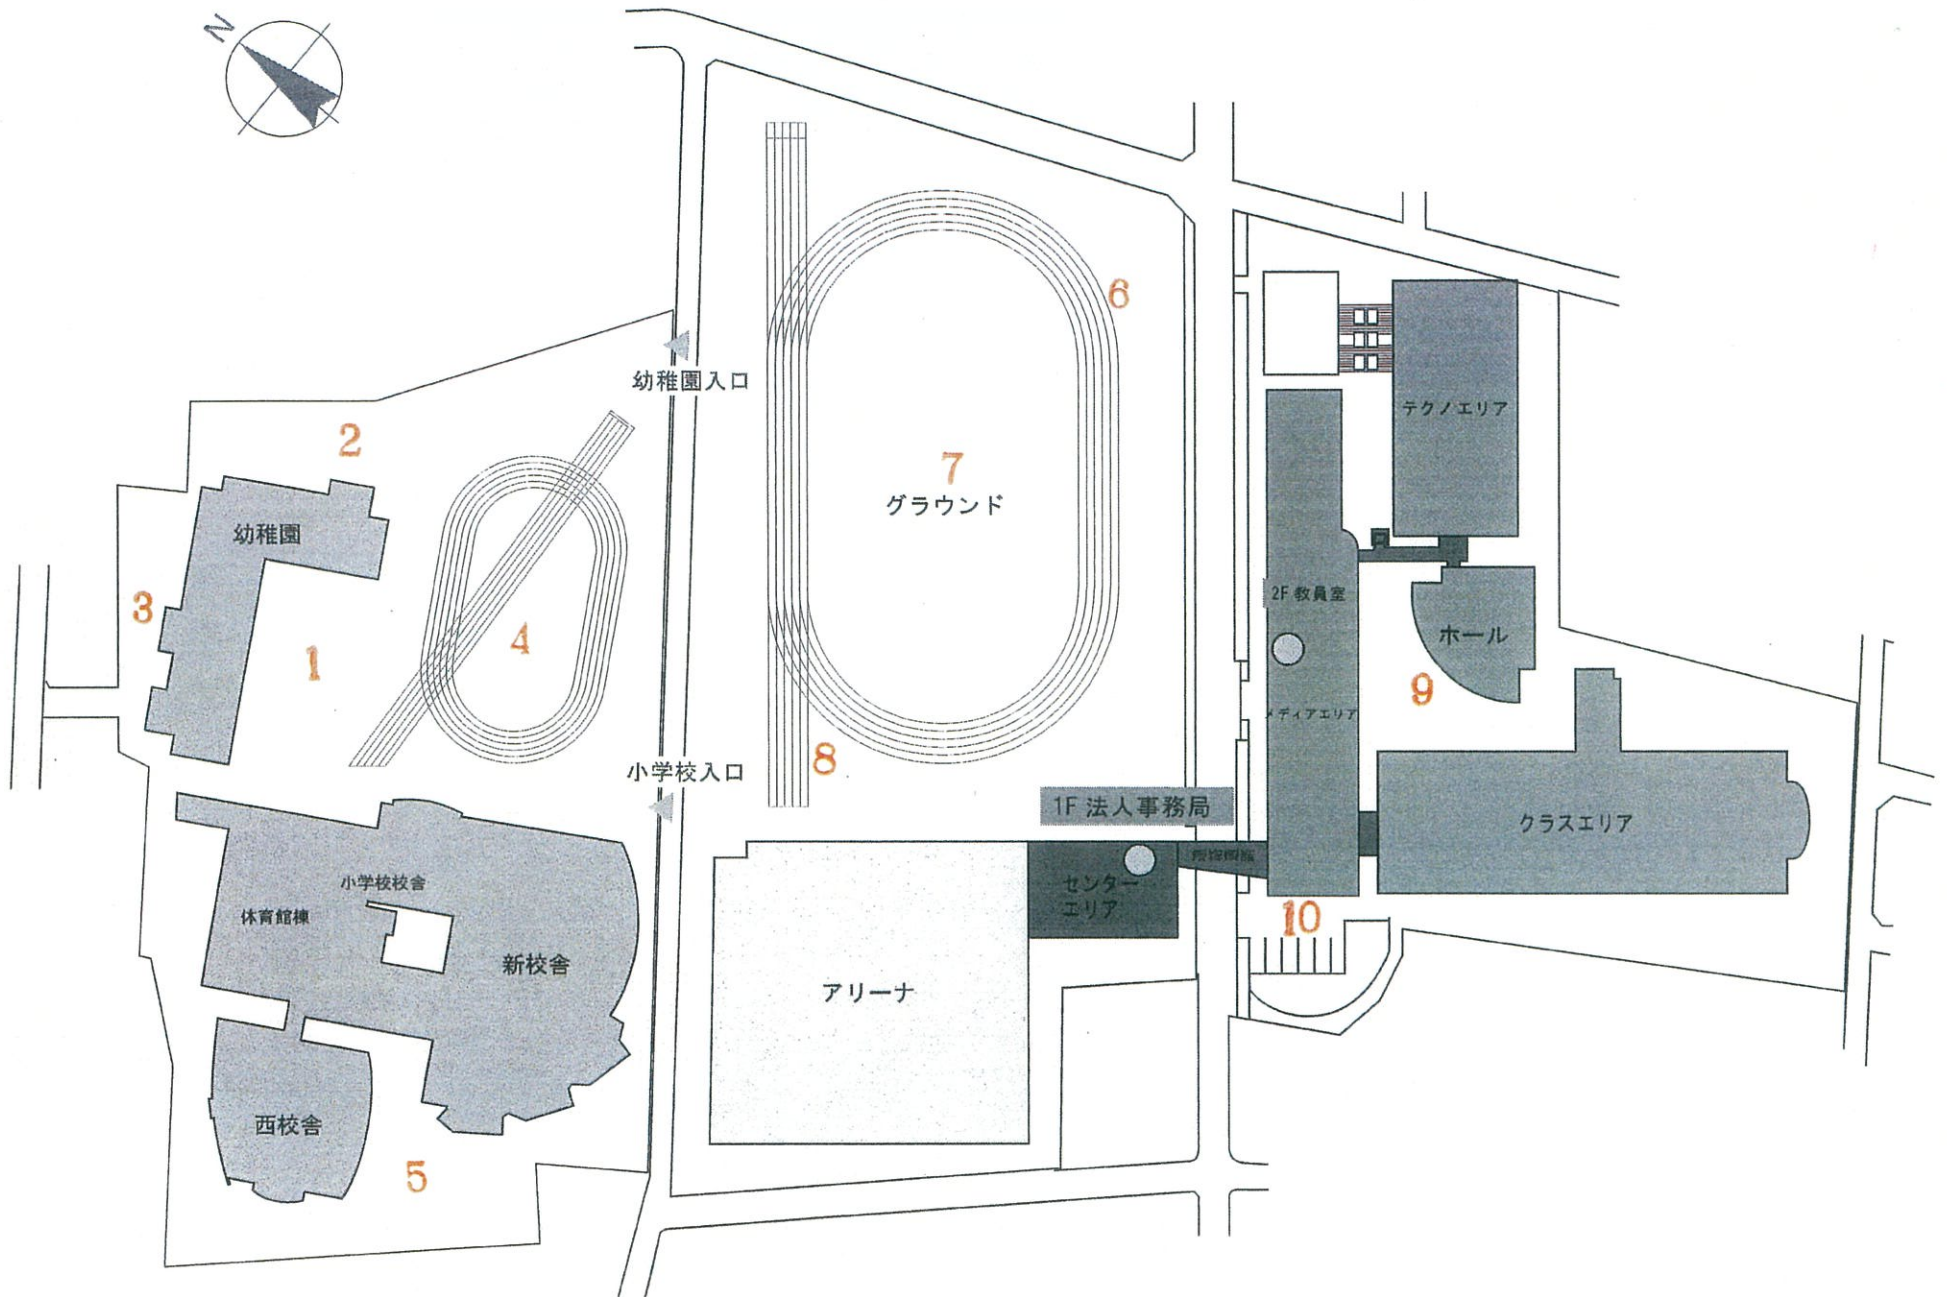 N
6
幼稚園入口
テクノエリア
2
7
グラウンド
幼稚園
3
2F 教員室
4
ホール
1
9
メディアエリア
8
小学校入口
1F 法人事務局
クラスエリア
小学校校舎
センター
エリア
体育館棟
10
新校舎
アリーナ
西校舎
5